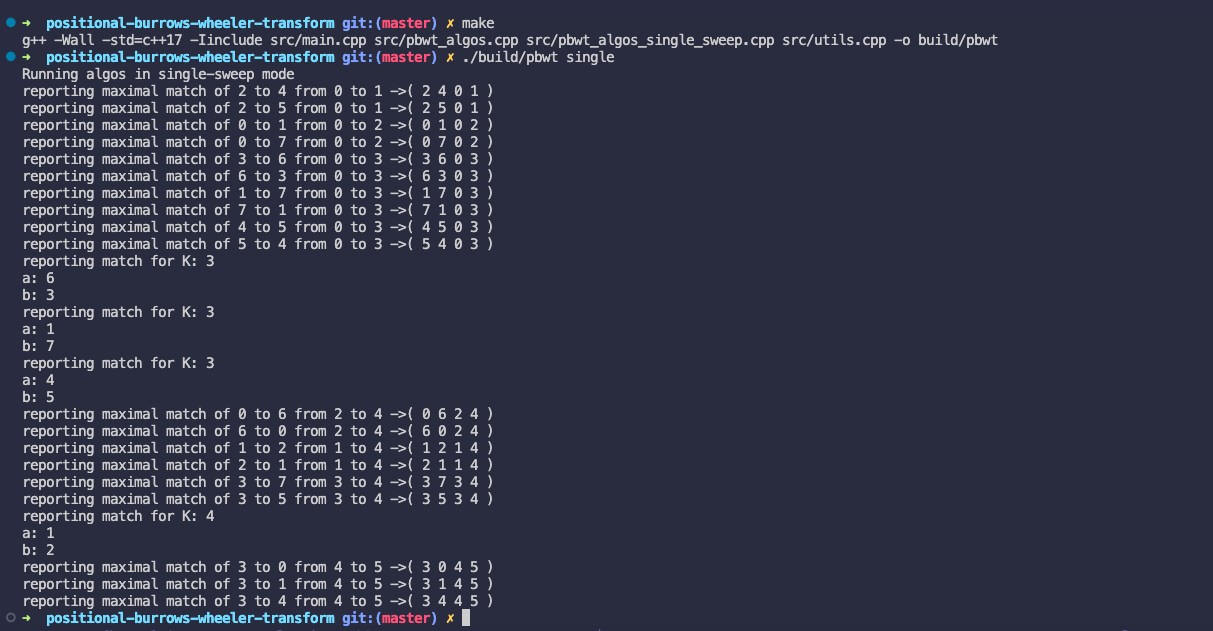 ➜ positional-burrows-wheeler-transform git:(master) ✗ make
g++ -Wall -std=c++17 -Iinclude src/main.cpp src/pbwt_algos.cpp src/pbwt_algos_single_sweep.cpp src/utils.cpp -o build/pbwt
➜ positional-burrows-wheeler-transform git:(master) ✗ ./build/pbwt single
Running algos in single-sweep mode
reporting maximal match of 2 to 4 from 0 to 1 ->( 2 4 0 1 )
reporting maximal match of 2 to 5 from 0 to 1 ->( 2 5 0 1 )
reporting maximal match of 0 to 1 from 0 to 2 ->( 0 1 0 2 )
reporting maximal match of 0 to 7 from 0 to 2 ->( 0 7 0 2 )
reporting maximal match of 3 to 6 from 0 to 3 ->( 3 6 0 3 )
reporting maximal match of 6 to 3 from 0 to 3 ->( 6 3 0 3 )
reporting maximal match of 1 to 7 from 0 to 3 ->( 1 7 0 3 )
reporting maximal match of 7 to 1 from 0 to 3 ->( 7 1 0 3 )
reporting maximal match of 4 to 5 from 0 to 3 ->( 4 5 0 3 )
reporting maximal match of 5 to 4 from 0 to 3 ->( 5 4 0 3 )
reporting match for K: 3
a: 6
b: 3
reporting match for K: 3
a: 1
b: 7
reporting match for K: 3
a: 4
b: 5
reporting maximal match of 0 to 6 from 2 to 4 ->( 0 6 2 4 )
reporting maximal match of 6 to 0 from 2 to 4 ->( 6 0 2 4 )
reporting maximal match of 1 to 2 from 1 to 4 ->( 1 2 1 4 )
reporting maximal match of 2 to 1 from 1 to 4 ->( 2 1 1 4 )
reporting maximal match of 3 to 7 from 3 to 4 ->( 3 7 3 4 )
reporting maximal match of 3 to 5 from 3 to 4 ->( 3 5 3 4 )
reporting match for K: 4
a: 1
b: 2
reporting maximal match of 3 to 0 from 4 to 5 ->( 3 0 4 5 )
reporting maximal match of 3 to 1 from 4 to 5 ->( 3 1 4 5 )
reporting maximal match of 3 to 4 from 4 to 5 ->( 3 4 4 5 )
➜ positional-burrows-wheeler-transform git:(master) ✗